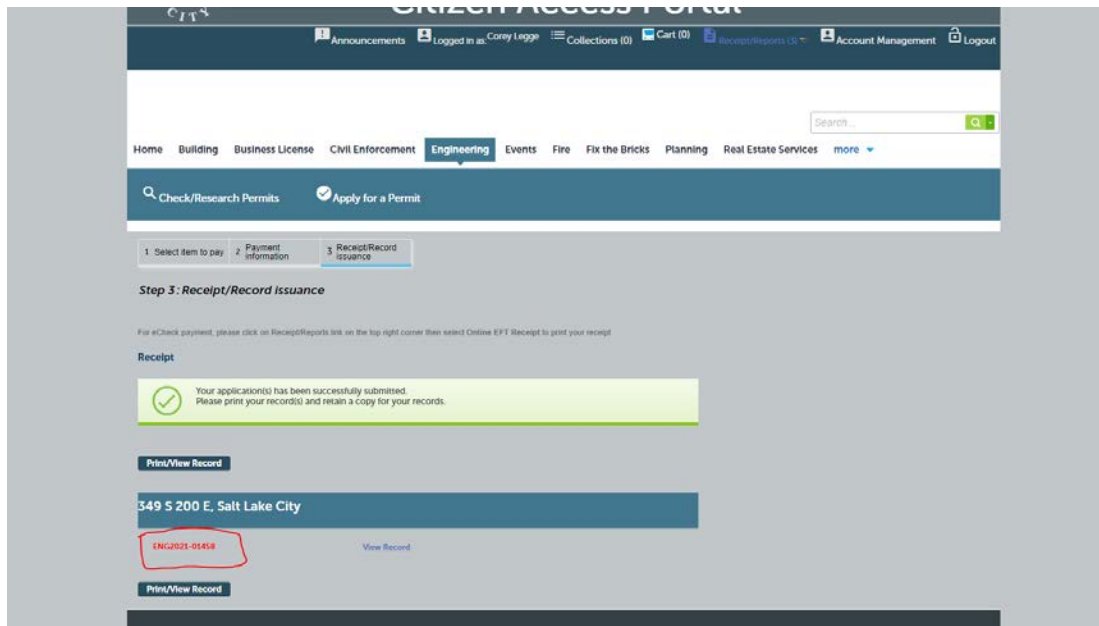 CITY
Citizen Access Portal
Announcements Logged in as: Corey Legge Collections (0) Cart (0) Receipt/Reports (3) Account Management Logout
Search...
Home Building Business License Civil Enforcement Engineering Events Fire Fix the Bricks Planning Real Estate Services more
Check/Research Permits Apply for a Permit
1 Select item to pay 2 Payment information 3 Receipt/Record issuance
Step 3: Receipt/Record issuance
For eCheck payment, please click on Receipt/Reports link on the top right corner then select Online EFT Receipt to print your receipt
Receipt
Your application(s) has been successfully submitted.
Please print your record(s) and retain a copy for your records.
Print/View Record
349 S 200 E, Salt Lake City
ENG2021-01458 View Record
Print/View Record